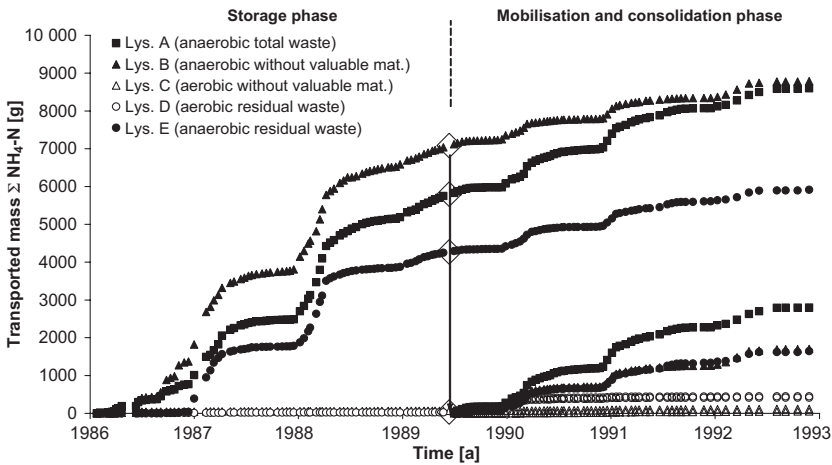 Storage phase
Mobilisation and consolidation phase
10 000
9000
8000
7000
6000
5000
4000
3000
2000
1000
0
Transported mass Σ NH4-N [g]
Lys. A (anaerobic total waste)
Lys. B (anaerobic without valuable mat.)
Lys. C (aerobic without valuable mat.)
Lys. D (aerobic residual waste)
Lys. E (anaerobic residual waste)
1986 1987 1988 1989 1990 1991 1992 1993
Time [a]